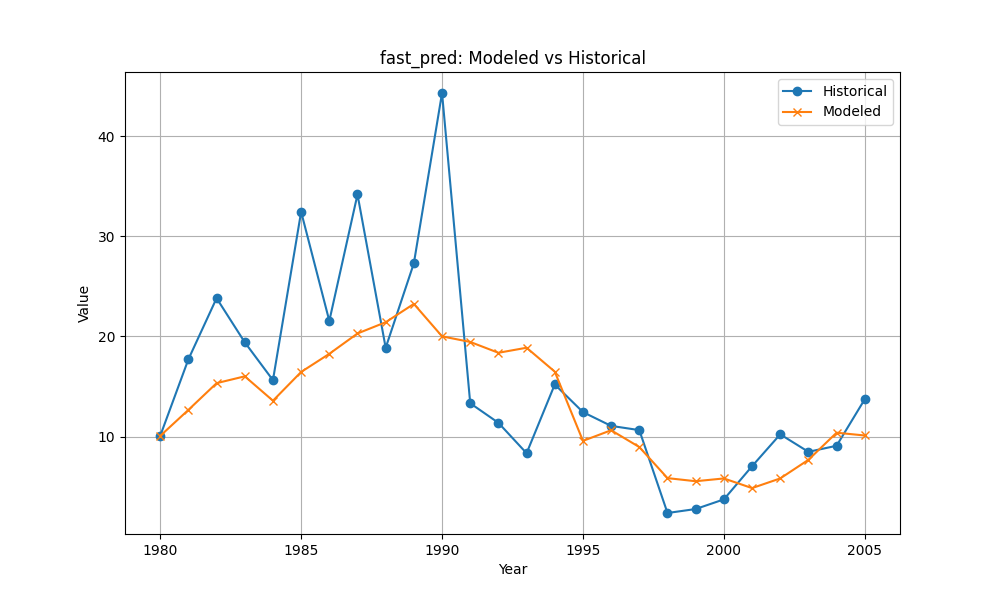 fast_pred: Modeled vs Historical
Historical
Modeled
40
30
20
10
Value
1980
1985
1990
1995
2000
2005
Year